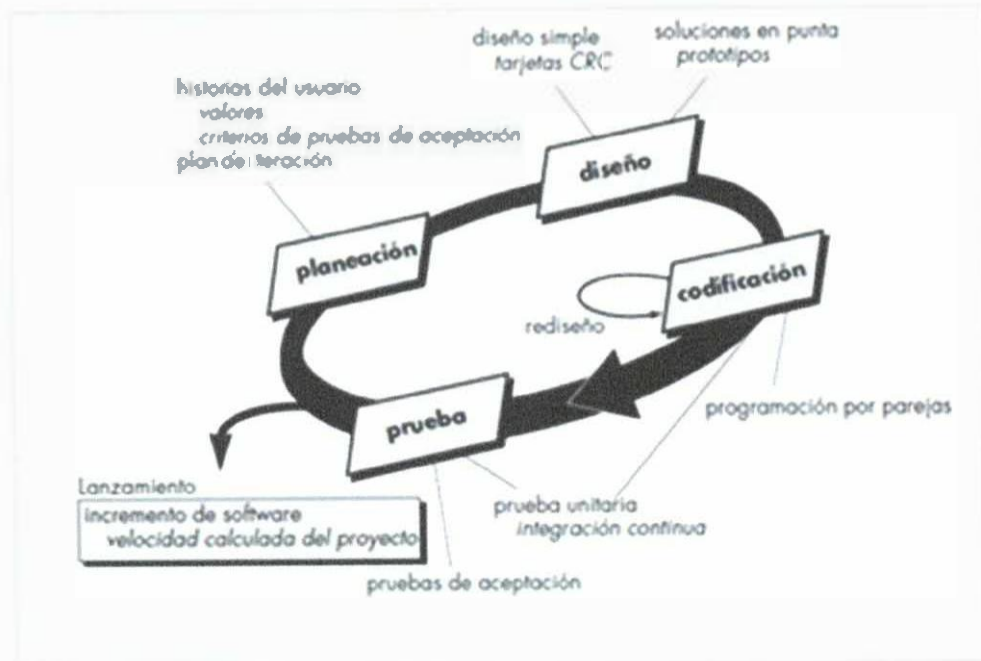 diseño simple
tarjetas CRC
soluciones en punta
prototipos
historias del usuario
valores
criterios de pruebas de aceptación
plan de iteración
diseño
planeación
codificación
rediseño
programación por parejas
prueba
Lanzamiento
incremento de software
velocidad calculada del proyecto
prueba unitaria
integración continua
pruebas de aceptación